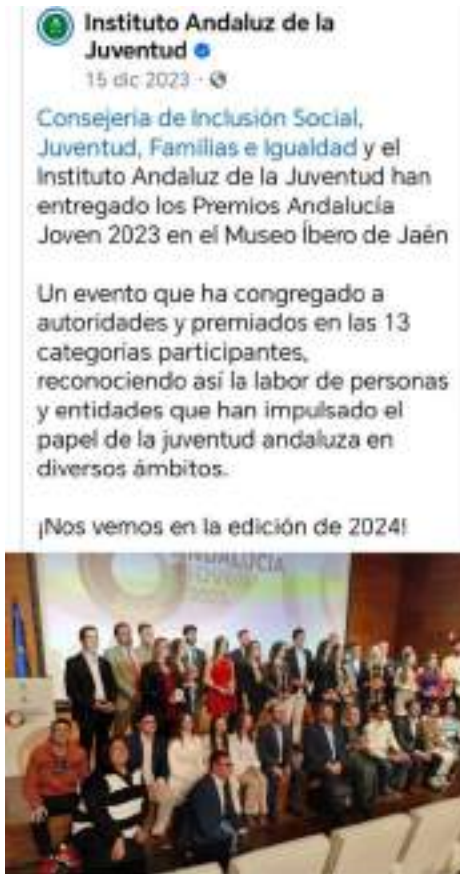 Instituto Andaluz de la
Juventud
15 dic 2023 ·
Consejería de Inclusión Social,
Juventud, Familias e Igualdad y el
Instituto Andaluz de la Juventud han
entregado los Premios Andalucía
Joven 2023 en el Museo Íbero de Jaén
Un evento que ha congregado a
autoridades y premiados en las 13
categorías participantes,
reconociendo así la labor de personas
y entidades que han impulsado el
papel de la juventud andaluza en
diversos ámbitos.
¡Nos vemos en la edición de 2024!
ANDALUCÍA
JOVEN
2023